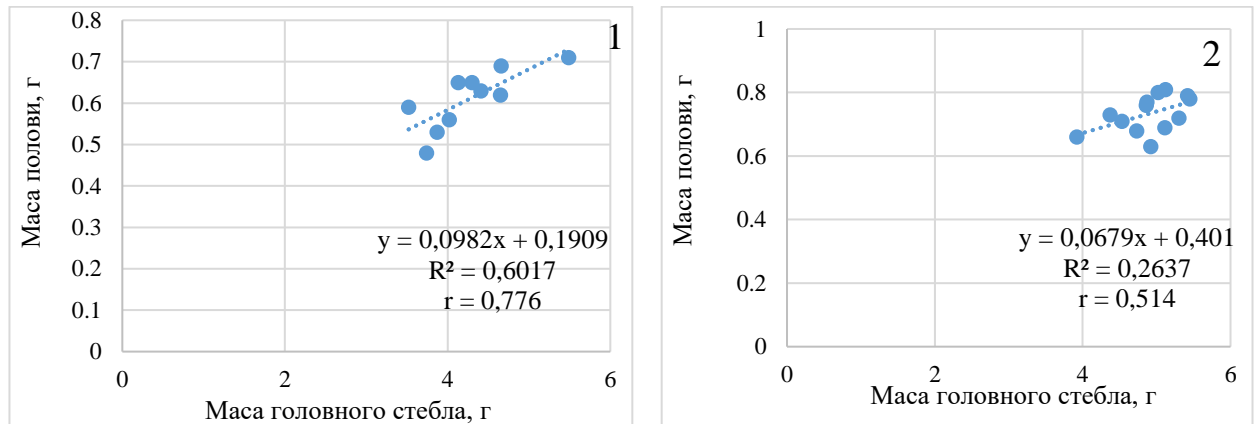 1
0.8
0.7
0.6
0.5
0.4
0.3
0.2
0.1
0
0
2
4
6
Маса полови, г
Маса головного стебла, г
y = 0,0982x + 0,1909
R² = 0,6017
r = 0,776
2
1
0.8
0.6
0.4
0.2
0
0
2
4
6
Маса полови, г
Маса головного стебла, г
y = 0,0679x + 0,401
R² = 0,2637
r = 0,514